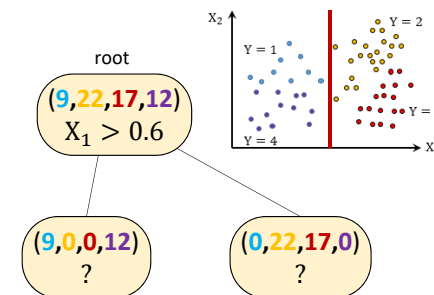 root
(9,22,17,12)
X₁ > 0.6
X₂
Y = 1
Y = 2
Y =
Y = 4
X
(9,0,0,12)
?
(0,22,17,0)
?